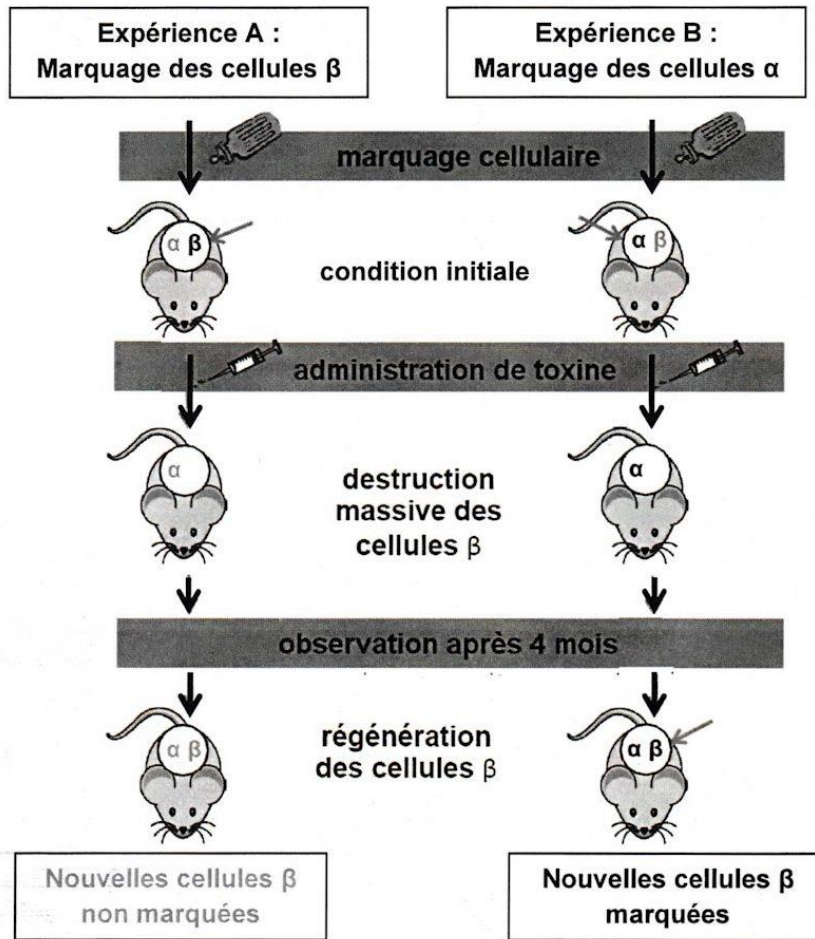 Expérience A :
Marquage des cellules β
Expérience B :
Marquage des cellules α
marquage cellulaire
α β
α β
condition initiale
administration de toxine
α
α
destruction
massive des
cellules β
observation après 4 mois
α β
α β
régénération
des cellules β
Nouvelles cellules β
non marquées
Nouvelles cellules β
marquées